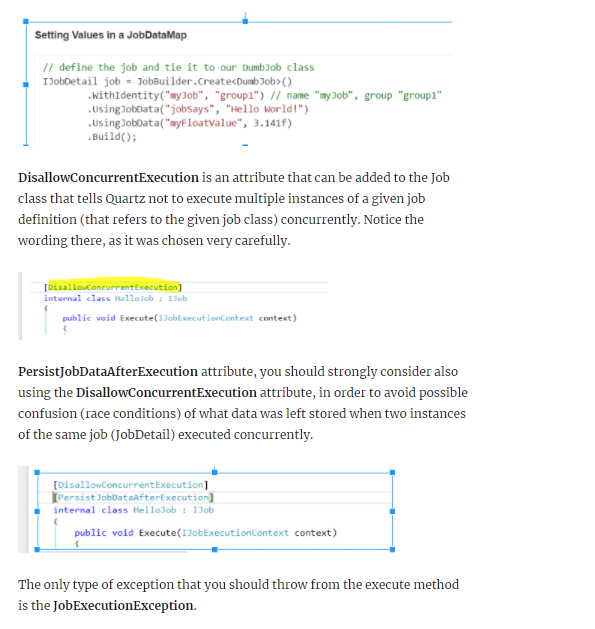 Setting Values in a JobDataMap
// define the job and tie it to our DumbJob class
IJobDetail job = JobBuilder.Create<DumbJob>()
.WithIdentity("myJob", "group1") // name "myJob", group "group1"
.UsingJobData("jobSays", "Hello World!")
.UsingJobData("myFloatValue", 3.141f)
.Build();
DisallowConcurrentExecution is an attribute that can be added to the Job
class that tells Quartz not to execute multiple instances of a given job
definition (that refers to the given job class) concurrently. Notice the
wording there, as it was chosen very carefully.
[DisallowConcurrentExecution]
internal class HelloJob : IJob
{
public void Execute(IJobExecutionContext context)
{
PersistJobDataAfterExecution attribute, you should strongly consider also
using the DisallowConcurrentExecution attribute, in order to avoid possible
confusion (race conditions) of what data was left stored when two instances
of the same job (JobDetail) executed concurrently.
[DisallowConcurrentExecution]
[PersistJobDataAfterExecution]
internal class HelloJob : IJob
{
public void Execute(IJobExecutionContext context)
{
The only type of exception that you should throw from the execute method
is the JobExecutionException.